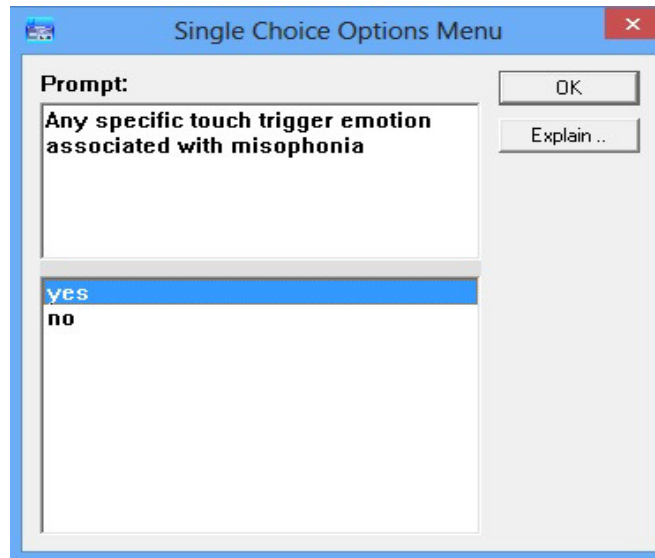 Single Choice Options Menu
Prompt:
OK
Any specific touch trigger emotion
associated with misophonia
Explain ..
yes
no